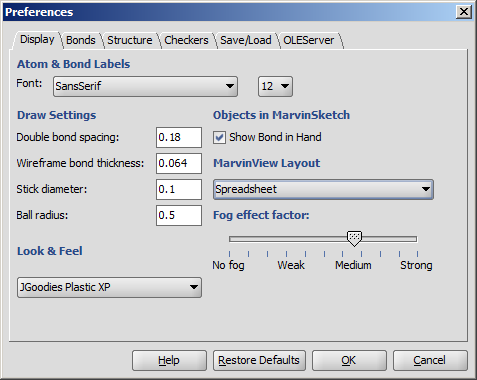 Preferences
Display Bonds Structure Checkers Save/Load OLEServer
Atom & Bond Labels
Font: SansSerif 12
Draw Settings
Double bond spacing: 0.18
Wireframe bond thickness: 0.064
Stick diameter: 0.1
Ball radius: 0.5
Look & Feel
JGoodies Plastic XP
Objects in MarvinSketch
Show Bond in Hand
MarvinView Layout
Spreadsheet
Fog effect factor:
No fog Weak Medium Strong
Help Restore Defaults OK Cancel